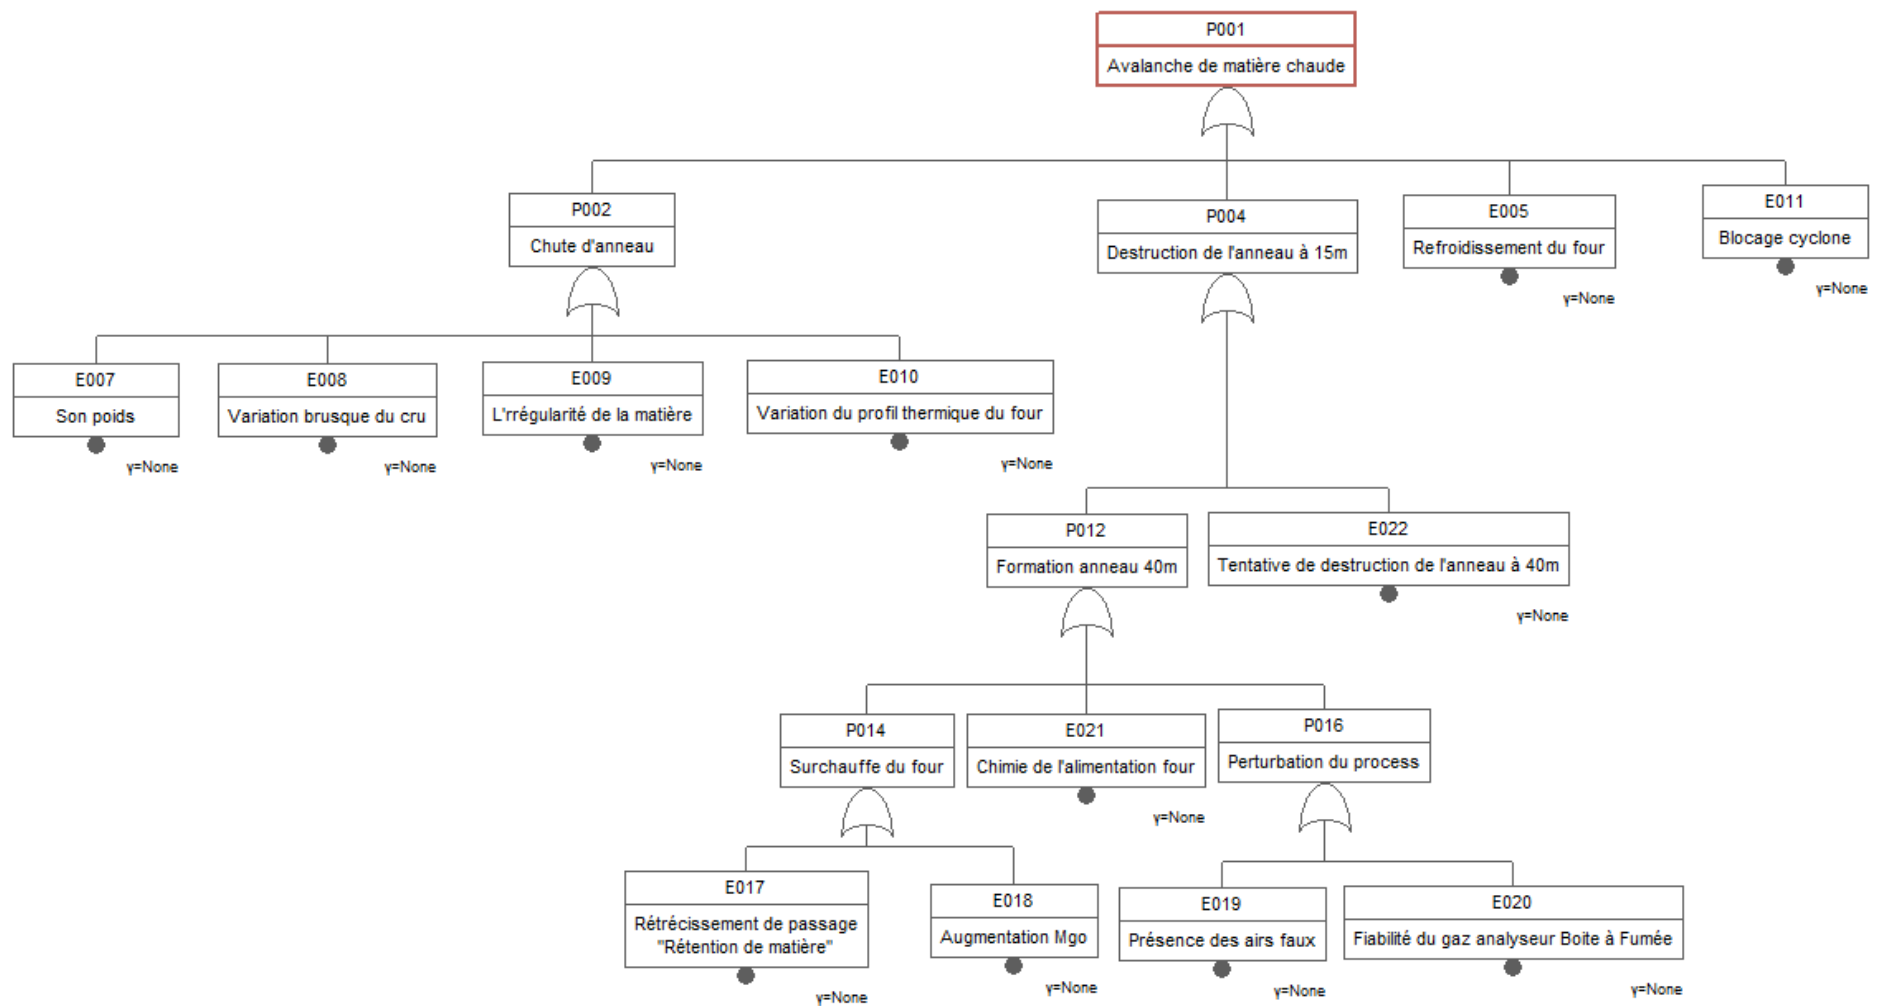 P001
Avalanche de matière chaude
P002
Chute d'anneau
P004
Destruction de l'anneau à 15m
E005
Refroidissement du four
γ=None
E011
Blocage cyclone
γ=None
E007
Son poids
γ=None
E008
Variation brusque du cru
γ=None
E009
L'rrégularité de la matière
γ=None
E010
Variation du profil thermique du four
γ=None
P012
Formation anneau 40m
E022
Tentative de destruction de l'anneau à 40m
γ=None
P014
Surchauffe du four
E021
Chimie de l'alimentation four
γ=None
P016
Perturbation du process
E017
Rétrécissement de passage
"Rétention de matière"
γ=None
E018
Augmentation Mgo
γ=None
E019
Présence des airs faux
γ=None
E020
Fiabilité du gaz analyseur Boite à Fumée
γ=None